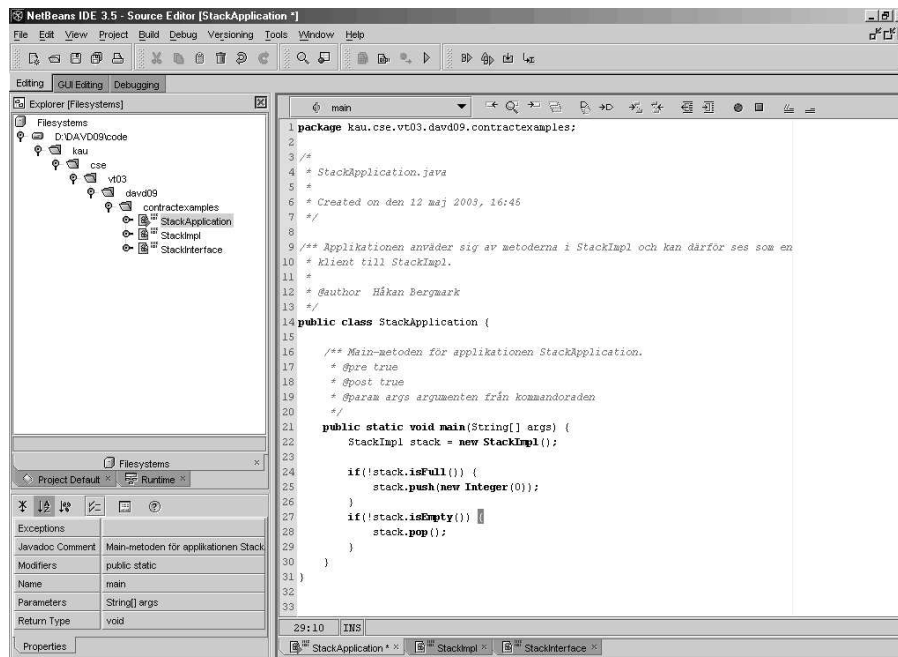 NetBeans IDE 3.5 - Source Editor [StackApplication *]
File Edit View Project Build Debug Versioning Tools Window Help
Editing GUI Editing Debugging
Explorer [Filesystems]
Filesystems
D:\DAVD09\code
kau
cse
vt03
davd09
contractexamples
StackApplication
StackImpl
StackInterface
Filesystems
Project Default Runtime
Exceptions
Javadoc Comment Main-metoden för applikationen Stack
Modifiers public static
Name main
Parameters String[] args
Return Type void
Properties
main
1 package kau.cse.vt03.davd09.contractexamples;
2
3 /*
4 * StackApplication.java
5 *
6 * Created on den 12 maj 2003, 16:46
7 */
8
9 /** Applikationen anväder sig av metoderna i StackImpl och kan därför ses som en
10 * klient till StackImpl.
11 *
12 * @author Håkan Bergmark
13 */
14 public class StackApplication {
15
16 /** Main-metoden för applikationen StackApplication.
17 * @pre true
18 * @post true
19 * @param args argumenten från kommandoraden
20 */
21 public static void main(String[] args) {
22 StackImpl stack = new StackImpl();
23
24 if(!stack.isFull()) {
25 stack.push(new Integer(0));
26 }
27 if(!stack.isEmpty()) {
28 stack.pop();
29 }
30 }
31 }
32
33
29:10 INS
StackApplication * StackImpl StackInterface